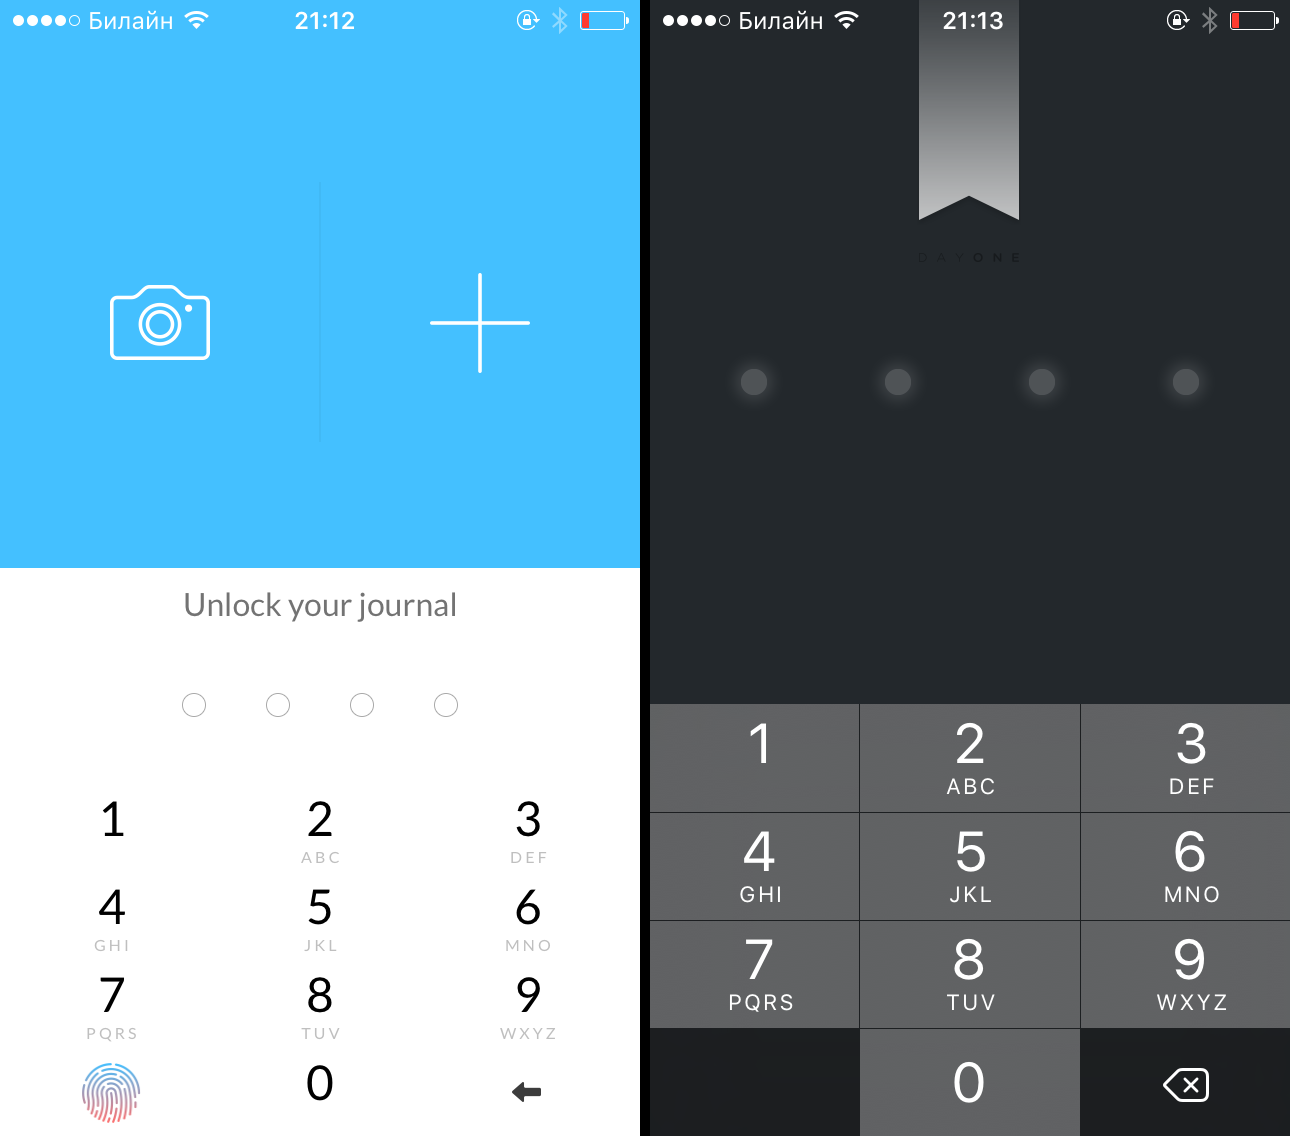 Билайн 21:12
Unlock your journal
1 2 3
ABC DEF
4 5 6
GHI JKL MNO
7 8 9
PQRS TUV WXYZ
0
Билайн 21:13
DAYONE
1 2 3
ABC DEF
4 5 6
GHI JKL MNO
7 8 9
PQRS TUV WXYZ
0